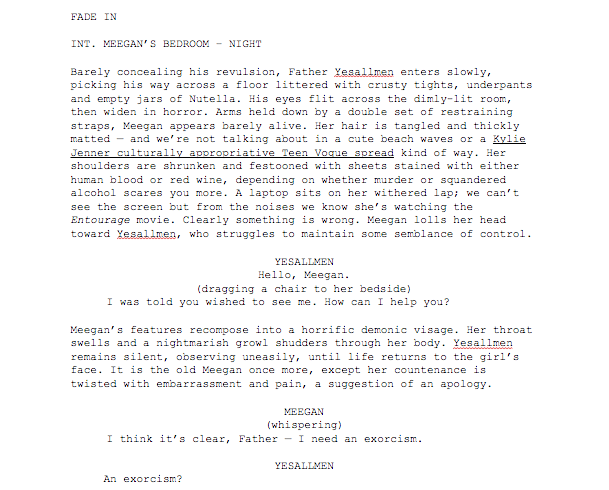 FADE IN
INT. MEEGAN’S BEDROOM – NIGHT
Barely concealing his revulsion, Father Yesallmen enters slowly,
picking his way across a floor littered with crusty tights, underpants
and empty jars of Nutella. His eyes flit across the dimly-lit room,
then widen in horror. Arms held down by a double set of restraining
straps, Meegan appears barely alive. Her hair is tangled and thickly
matted — and we’re not talking about in a cute beach waves or a Kylie
Jenner culturally appropriative Teen Vogue spread kind of way. Her
shoulders are shrunken and festooned with sheets stained with either
human blood or red wine, depending on whether murder or squandered
alcohol scares you more. A laptop sits on her withered lap; we can’t
see the screen but from the noises we know she’s watching the
Entourage movie. Clearly something is wrong. Meegan lolls her head
toward Yesallmen, who struggles to maintain some semblance of control.
YESALLMEN
Hello, Meegan.
(dragging a chair to her bedside)
I was told you wished to see me. How can I help you?
Meegan’s features recompose into a horrific demonic visage. Her throat
swells and a nightmarish growl shudders through her body. Yesallmen
remains silent, observing uneasily, until life returns to the girl’s
face. It is the old Meegan once more, except her countenance is
twisted with embarrassment and pain, a suggestion of an apology.
MEEGAN
(whispering)
I think it’s clear, Father — I need an exorcism.
YESALLMEN
An exorcism?